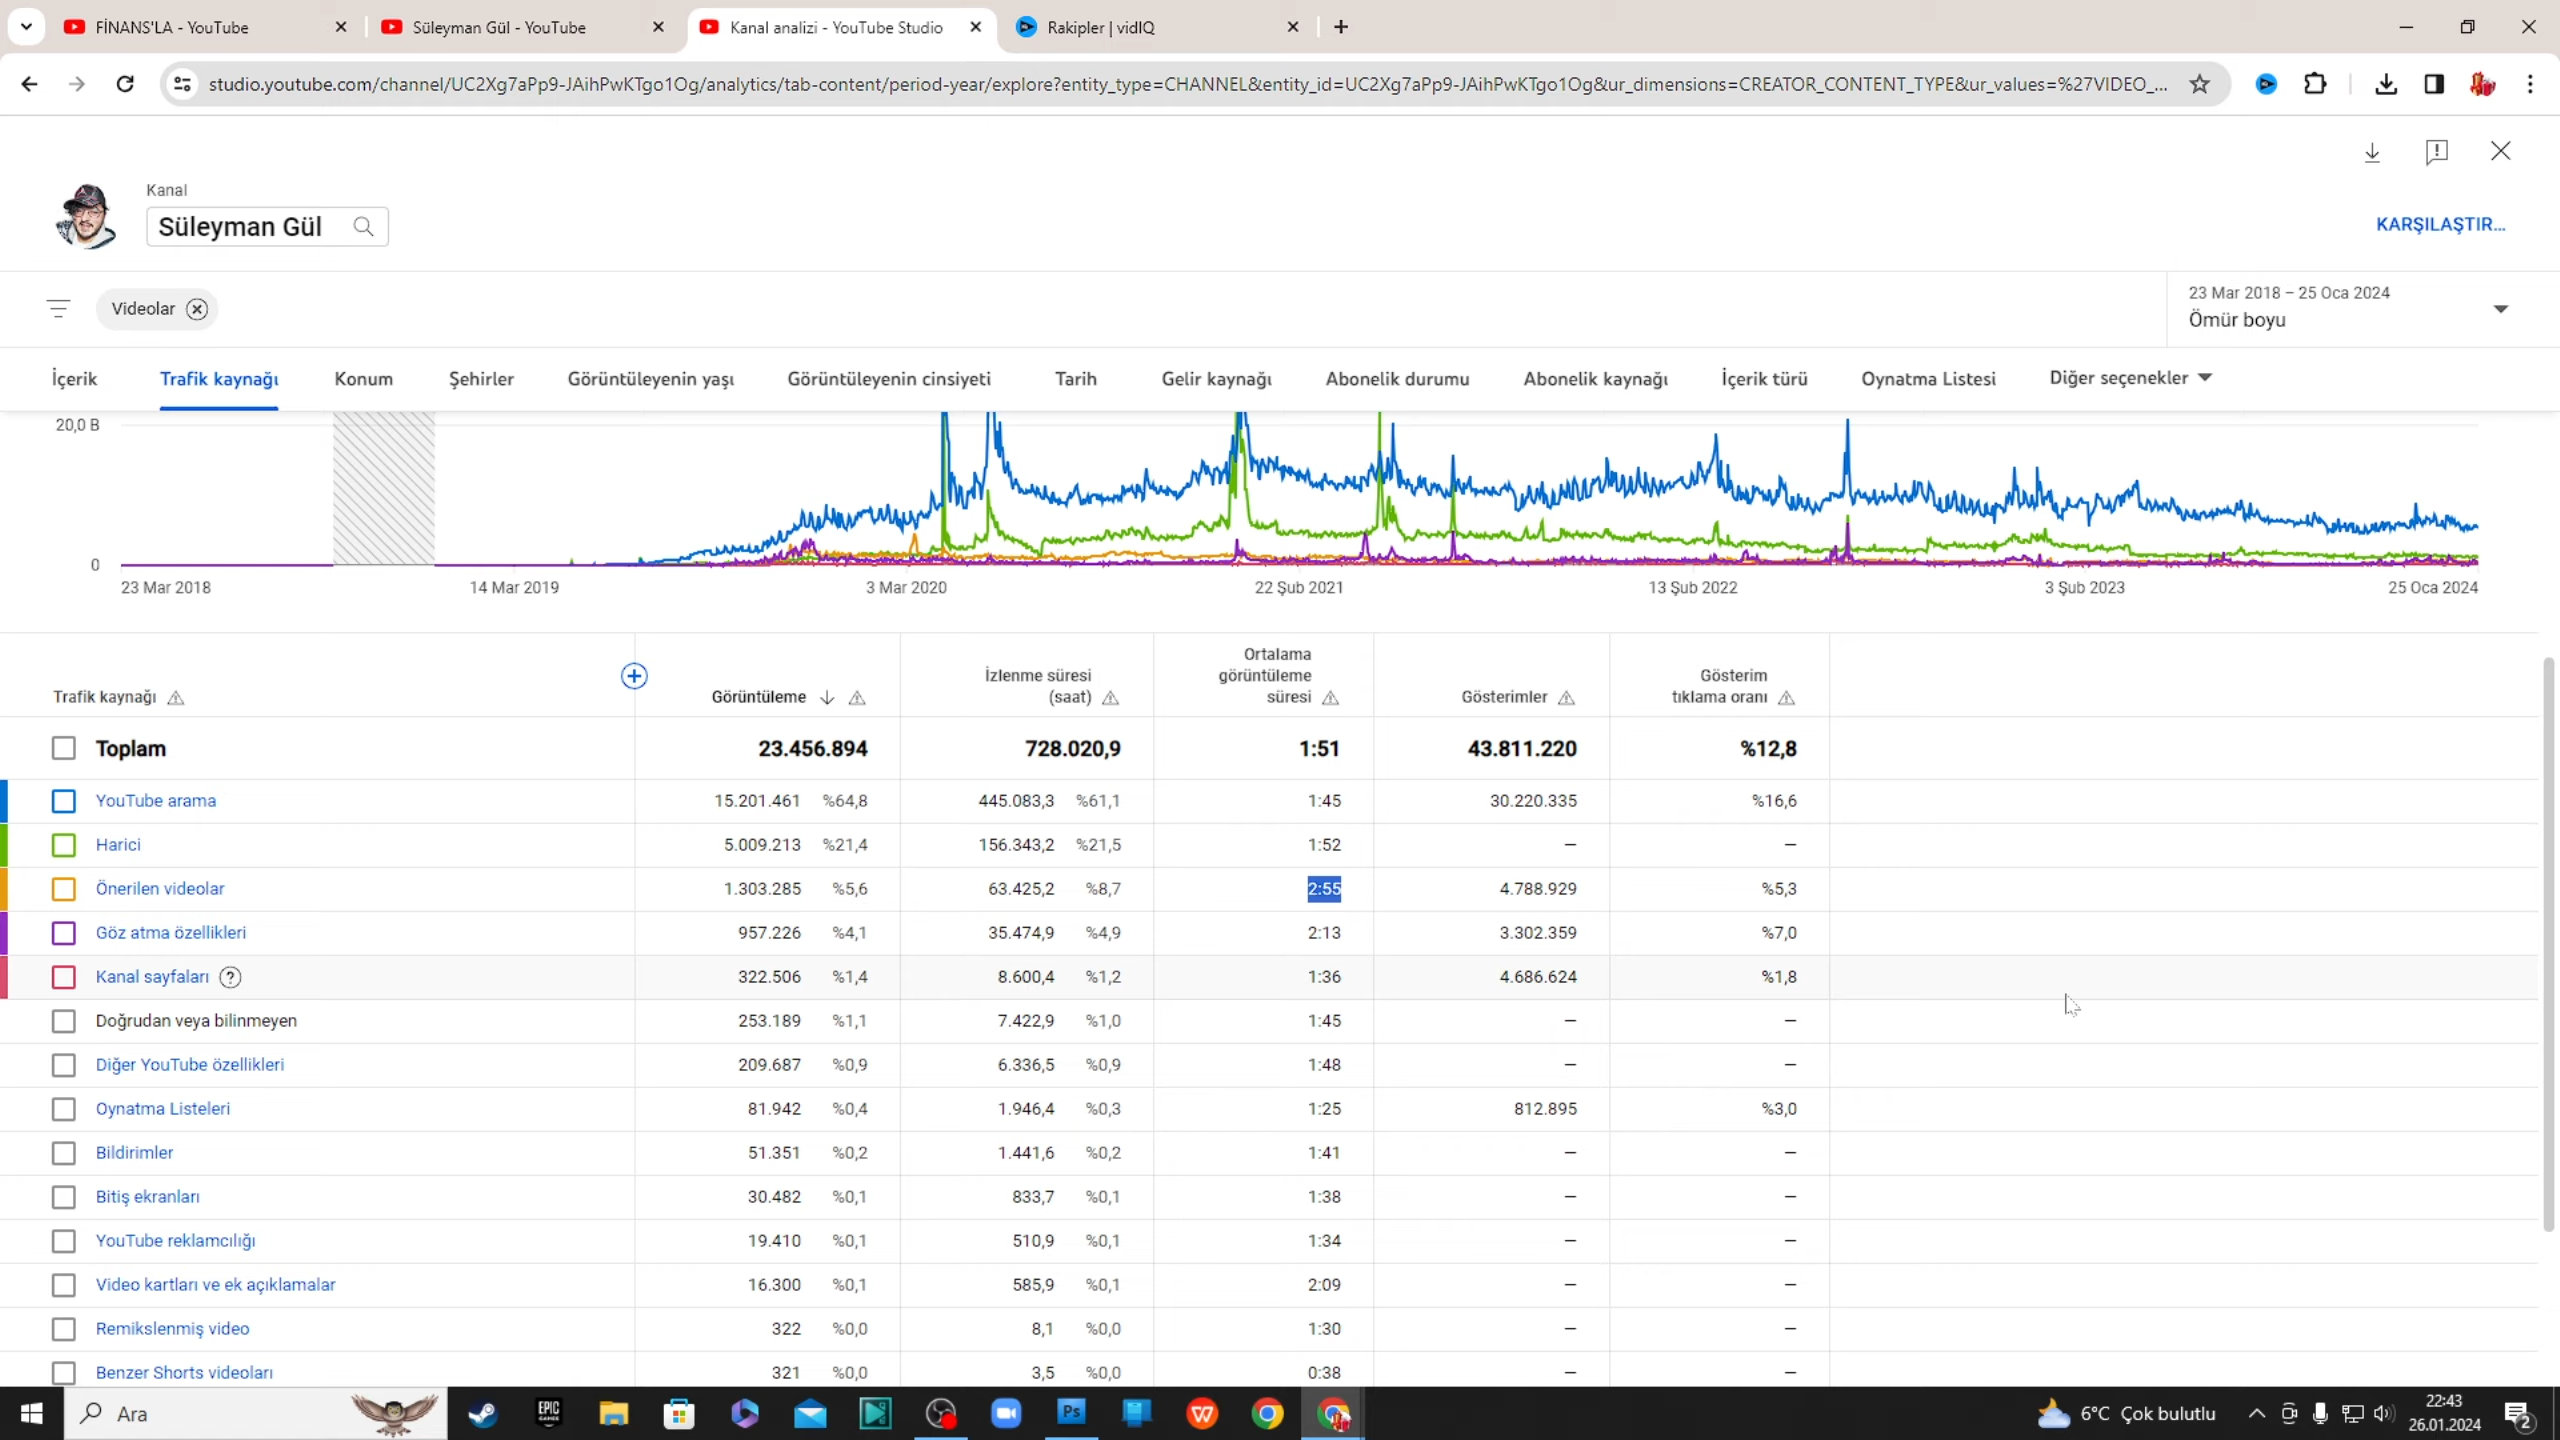 FİNANS'LA - YouTube
Süleyman Gül - YouTube
Kanal analizi - YouTube Studio
Rakipler | vidIQ
studio.youtube.com/channel/UC2Xg7aPp9-JAihPwKTgo1Og/analytics/tab-content/period-year/explore?entity_type=CHANNEL&entity_id=UC2Xg7aPp9-JAihPwKTgo1Og&ur_dimensions=CREATOR_CONTENT_TYPE&ur_values=%27VIDEO_...
Kanal
Süleyman Gül
KARŞILAŞTIR...
Videolar
23 Mar 2018 – 25 Oca 2024
Ömür boyu
İçerik Trafik kaynağı Konum Şehirler Görüntüleyenin yaşı Görüntüleyenin cinsiyeti Tarih Gelir kaynağı Abonelik durumu Abonelik kaynağı İçerik türü Oynatma Listesi Diğer seçenekler
20,0 B
0
23 Mar 2018 14 Mar 2019 3 Mar 2020 22 Şub 2021 13 Şub 2022 3 Şub 2023 25 Oca 2024
Trafik kaynağı
Görüntüleme
İzlenme süresi
(saat)
Ortalama
görüntüleme
süresi
Gösterimler
Gösterim
tıklama oranı
Toplam 23.456.894 728.020,9 1:51 43.811.220 %12,8
YouTube arama 15.201.461 %64,8 445.083,3 %61,1 1:45 30.220.335 %16,6
Harici 5.009.213 %21,4 156.343,2 %21,5 1:52 – –
Önerilen videolar 1.303.285 %5,6 63.425,2 %8,7 2:55 4.788.929 %5,3
Göz atma özellikleri 957.226 %4,1 35.474,9 %4,9 2:13 3.302.359 %7,0
Kanal sayfaları ? 322.506 %1,4 8.600,4 %1,2 1:36 4.686.624 %1,8
Doğrudan veya bilinmeyen 253.189 %1,1 7.422,9 %1,0 1:45 – –
Diğer YouTube özellikleri 209.687 %0,9 6.336,5 %0,9 1:48 – –
Oynatma Listeleri 81.942 %0,4 1.946,4 %0,3 1:25 812.895 %3,0
Bildirimler 51.351 %0,2 1.441,6 %0,2 1:41 – –
Bitiş ekranları 30.482 %0,1 833,7 %0,1 1:38 – –
YouTube reklamcılığı 19.410 %0,1 510,9 %0,1 1:34 – –
Video kartları ve ek açıklamalar 16.300 %0,1 585,9 %0,1 2:09 – –
Remikslenmiş video 322 %0,0 8,1 %0,0 1:30 – –
Benzer Shorts videoları 321 %0,0 3,5 %0,0 0:38 – –
Ara
EPIC
GAMES
Ps
W
6°C Çok bulutlu
22:43
26.01.2024
2